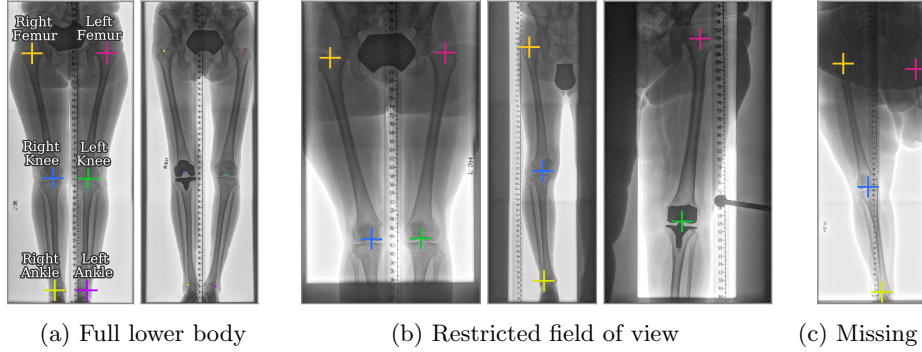 Right
Femur
Left
Femur
Right
Knee
Left
Knee
Right
Ankle
Left
Ankle
(a) Full lower body
(b) Restricted field of view
(c) Missing